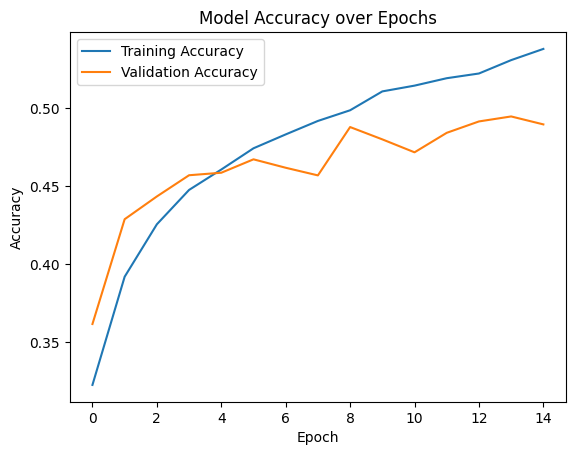 Model Accuracy over Epochs
Training Accuracy
Validation Accuracy
Accuracy
0.50
0.45
0.40
0.35
0 2 4 6 8 10 12 14
Epoch